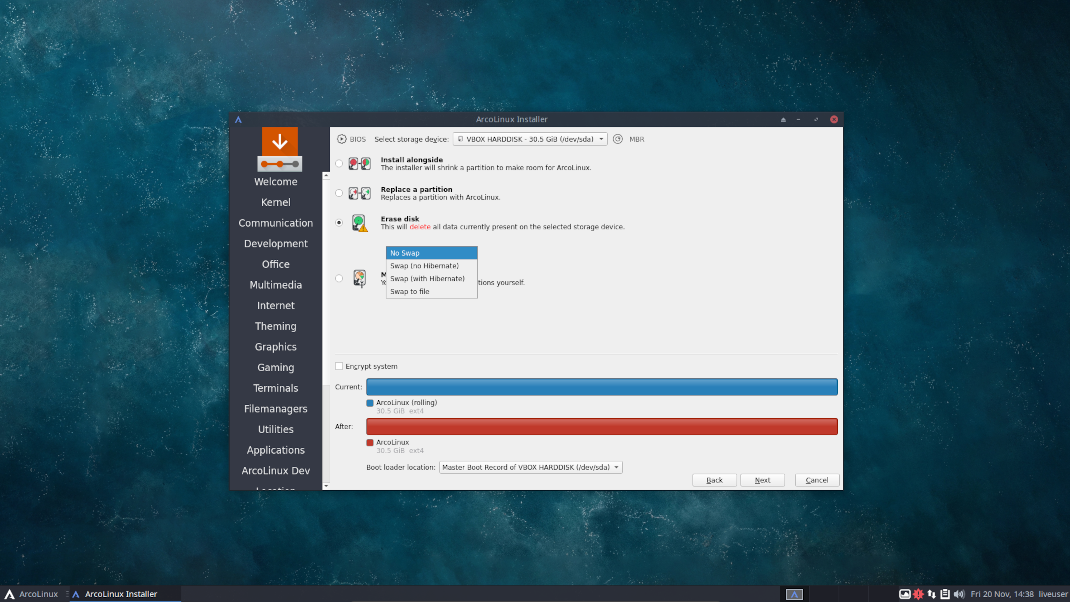 ArcoLinux Installer
BIOS Select storage device: VBOX HARDDISK - 30.5 GiB (/dev/sda) MBR
Welcome
Kernel
Communication
Development
Office
Multimedia
Internet
Theming
Graphics
Gaming
Terminals
Filemanagers
Utilities
Applications
ArcoLinux Dev
Location
Install alongside
The installer will shrink a partition to make room for ArcoLinux.
Replace a partition
Replaces a partition with ArcoLinux.
Erase disk
This will delete all data currently present on the selected storage device.
No Swap
Swap (no Hibernate)
Swap (with Hibernate)
Swap to file
yourself.
Encrypt system
Current:
ArcoLinux (rolling)
30.5 GiB ext4
After:
ArcoLinux
30.5 GiB ext4
Boot loader location: Master Boot Record of VBOX HARDDISK (/dev/sda)
Back Next Cancel
ArcoLinux ArcoLinux Installer Fri 20 Nov, 14:38 liveuser